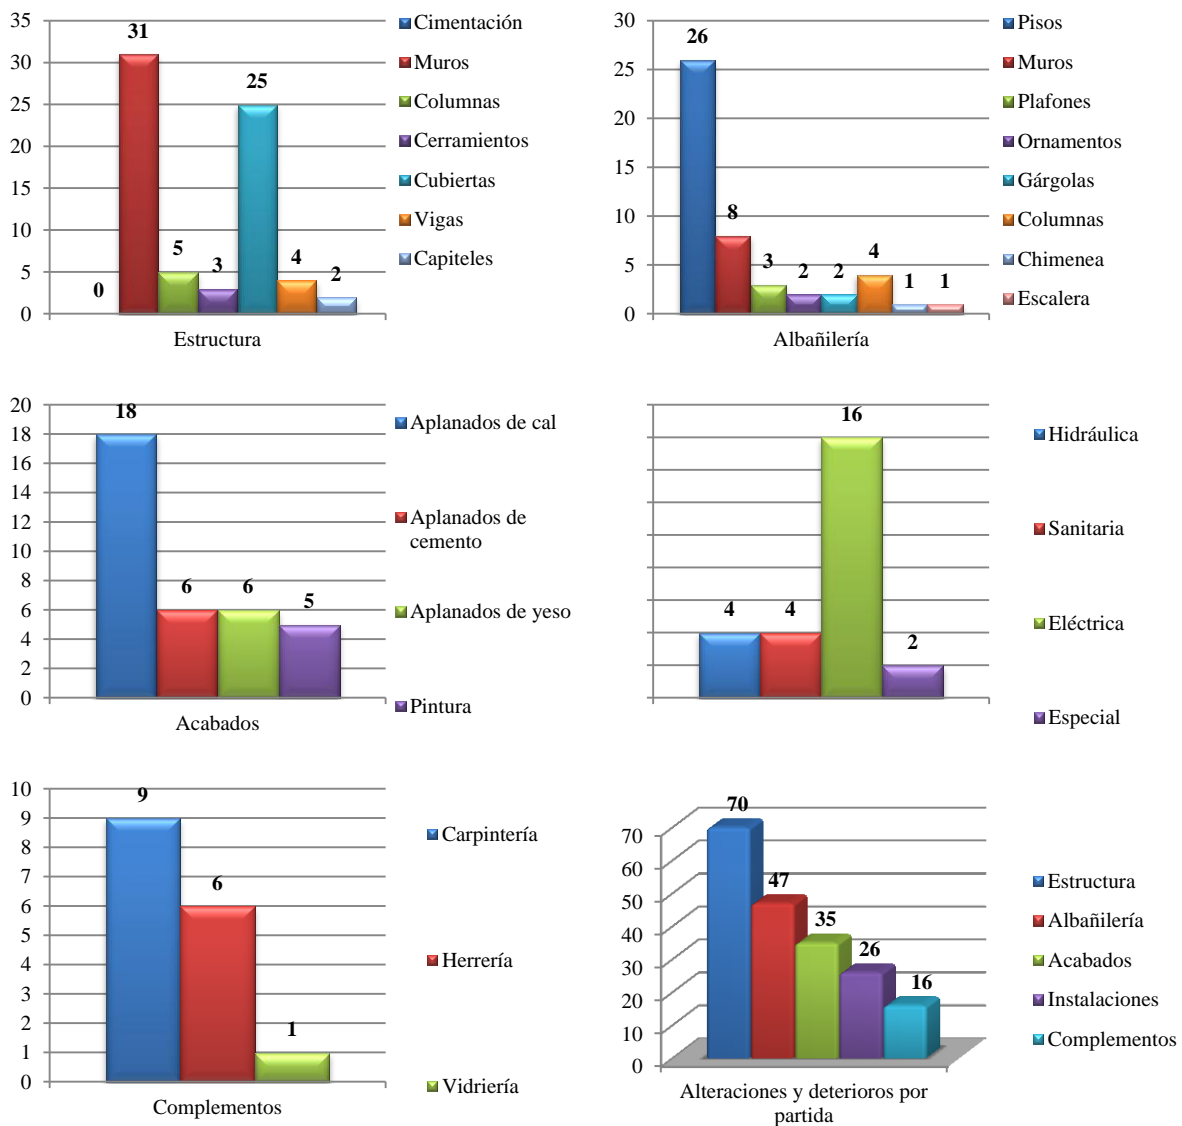 35
30
25
20
15
10
5
0
0
31
5
3
25
4
2
Estructura
Cimentación
Muros
Columnas
Cerramientos
Cubiertas
Vigas
Capiteles
30
25
20
15
10
5
0
26
8
3
2
2
4
1
1
Albañilería
Pisos
Muros
Plafones
Ornamentos
Gárgolas
Columnas
Chimenea
Escalera
20
18
16
14
12
10
8
6
4
2
0
18
6
6
5
Acabados
Aplanados de cal
Aplanados de
cemento
Aplanados de yeso
Pintura
4
4
16
2
Hidráulica
Sanitaria
Eléctrica
Especial
10
9
8
7
6
5
4
3
2
1
0
9
6
1
Complementos
Carpintería
Herrería
Vidriería
70
60
50
40
30
20
10
0
70
47
35
26
16
Alteraciones y deterioros por
partida
Estructura
Albañilería
Acabados
Instalaciones
Complementos